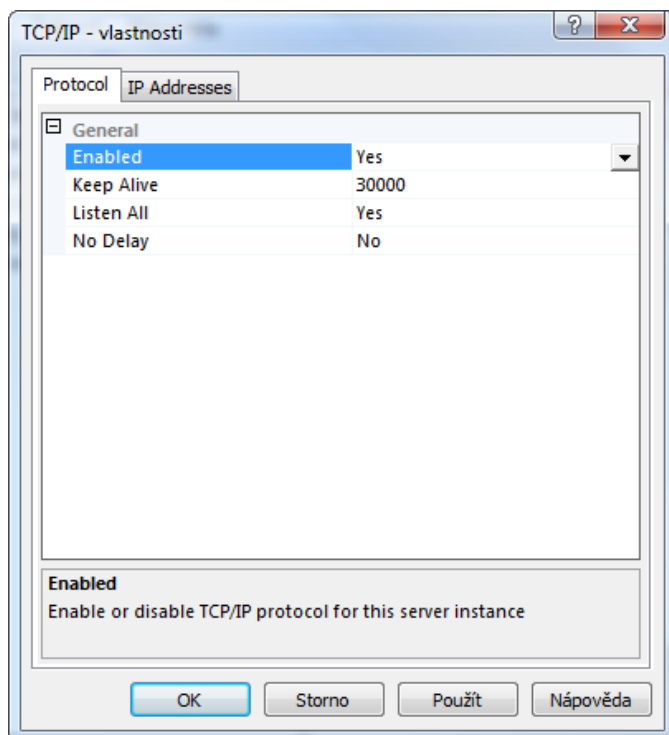 TCP/IP - vlastnosti
Protocol IP Addresses
General
Enabled Yes
Keep Alive 30000
Listen All Yes
No Delay No
Enabled
Enable or disable TCP/IP protocol for this server instance
OK Storno Použít Nápověda